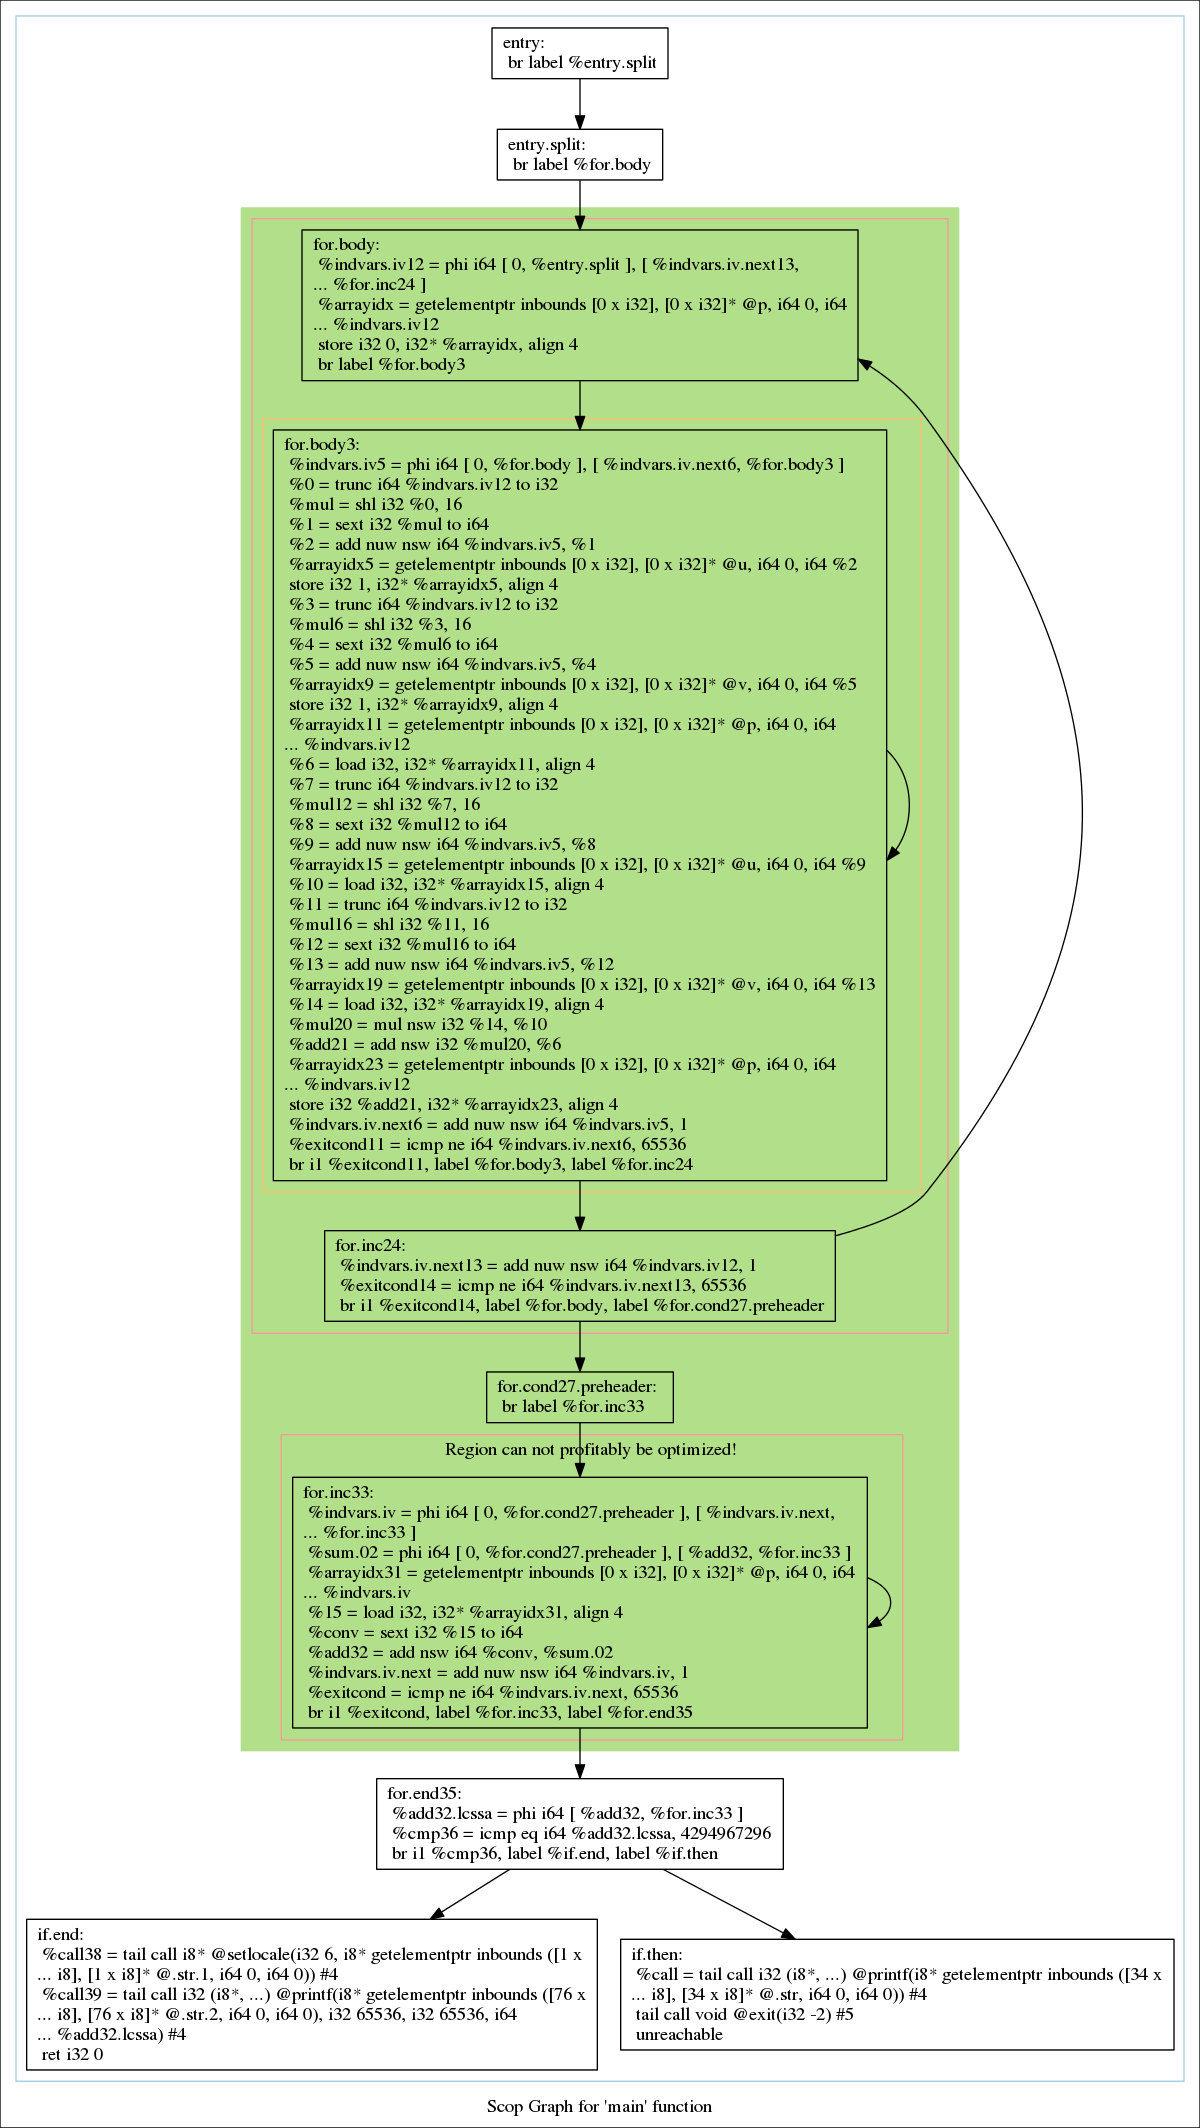 entry:
br label %entry.split
entry.split:
br label %for.body
for.body:
%indvars.iv12 = phi i64 [ 0, %entry.split ], [ %indvars.iv.next13,
... %for.inc24 ]
%arrayidx = getelementptr inbounds [0 x i32], [0 x i32]* @p, i64 0, i64
... %indvars.iv12
store i32 0, i32* %arrayidx, align 4
br label %for.body3
for.body3:
%indvars.iv5 = phi i64 [ 0, %for.body ], [ %indvars.iv.next6, %for.body3 ]
%0 = trunc i64 %indvars.iv12 to i32
%mul = shl i32 %0, 16
%1 = sext i32 %mul to i64
%2 = add nuw nsw i64 %indvars.iv5, %1
%arrayidx5 = getelementptr inbounds [0 x i32], [0 x i32]* @u, i64 0, i64 %2
store i32 1, i32* %arrayidx5, align 4
%3 = trunc i64 %indvars.iv12 to i32
%mul6 = shl i32 %3, 16
%4 = sext i32 %mul6 to i64
%5 = add nuw nsw i64 %indvars.iv5, %4
%arrayidx9 = getelementptr inbounds [0 x i32], [0 x i32]* @v, i64 0, i64 %5
store i32 1, i32* %arrayidx9, align 4
%arrayidx11 = getelementptr inbounds [0 x i32], [0 x i32]* @p, i64 0, i64
... %indvars.iv12
%6 = load i32, i32* %arrayidx11, align 4
%7 = trunc i64 %indvars.iv12 to i32
%mul12 = shl i32 %7, 16
%8 = sext i32 %mul12 to i64
%9 = add nuw nsw i64 %indvars.iv5, %8
%arrayidx15 = getelementptr inbounds [0 x i32], [0 x i32]* @u, i64 0, i64 %9
%10 = load i32, i32* %arrayidx15, align 4
%11 = trunc i64 %indvars.iv12 to i32
%mul16 = shl i32 %11, 16
%12 = sext i32 %mul16 to i64
%13 = add nuw nsw i64 %indvars.iv5, %12
%arrayidx19 = getelementptr inbounds [0 x i32], [0 x i32]* @v, i64 0, i64 %13
%14 = load i32, i32* %arrayidx19, align 4
%mul20 = mul nsw i32 %14, %10
%add21 = add nsw i32 %mul20, %6
%arrayidx23 = getelementptr inbounds [0 x i32], [0 x i32]* @p, i64 0, i64
... %indvars.iv12
store i32 %add21, i32* %arrayidx23, align 4
%indvars.iv.next6 = add nuw nsw i64 %indvars.iv5, 1
%exitcond11 = icmp ne i64 %indvars.iv.next6, 65536
br i1 %exitcond11, label %for.body3, label %for.inc24
for.inc24:
%indvars.iv.next13 = add nuw nsw i64 %indvars.iv12, 1
%exitcond14 = icmp ne i64 %indvars.iv.next13, 65536
br i1 %exitcond14, label %for.body, label %for.cond27.preheader
for.cond27.preheader:
br label %for.inc33
Region can not profitably be optimized!
for.inc33:
%indvars.iv = phi i64 [ 0, %for.cond27.preheader ], [ %indvars.iv.next,
... %for.inc33 ]
%sum.02 = phi i64 [ 0, %for.cond27.preheader ], [ %add32, %for.inc33 ]
%arrayidx31 = getelementptr inbounds [0 x i32], [0 x i32]* @p, i64 0, i64
... %indvars.iv
%15 = load i32, i32* %arrayidx31, align 4
%conv = sext i32 %15 to i64
%add32 = add nsw i64 %conv, %sum.02
%indvars.iv.next = add nuw nsw i64 %indvars.iv, 1
%exitcond = icmp ne i64 %indvars.iv.next, 65536
br i1 %exitcond, label %for.inc33, label %for.end35
for.end35:
%add32.lcssa = phi i64 [ %add32, %for.inc33 ]
%cmp36 = icmp eq i64 %add32.lcssa, 4294967296
br i1 %cmp36, label %if.end, label %if.then
if.end:
%call38 = tail call i8* @setlocale(i32 6, i8* getelementptr inbounds ([1 x
... i8], [1 x i8]* @.str.1, i64 0, i64 0)) #4
%call39 = tail call i32 (i8*, ...) @printf(i8* getelementptr inbounds ([76 x
... i8], [76 x i8]* @.str.2, i64 0, i64 0), i32 65536, i32 65536, i64
... %add32.lcssa) #4
ret i32 0
if.then:
%call = tail call i32 (i8*, ...) @printf(i8* getelementptr inbounds ([34 x
... i8], [34 x i8]* @.str, i64 0, i64 0)) #4
tail call void @exit(i32 -2) #5
unreachable
Scop Graph for 'main' function